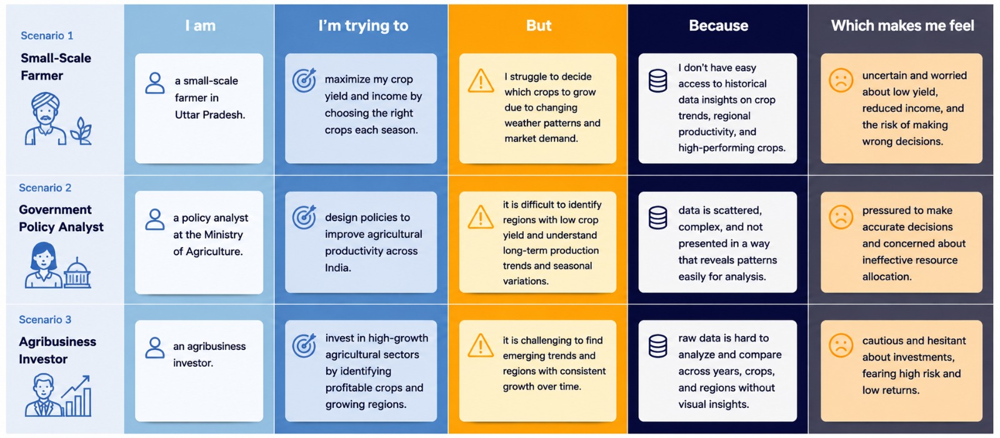 I am
I'm trying to
But
Because
Which makes me feel
Scenario 1
Small-Scale
Farmer
a small-scale
farmer in
Uttar Pradesh.
maximize my crop
yield and income by
choosing the right
crops each season.
I struggle to decide
which crops to grow
due to changing
weather patterns and
market demand.
I don't have easy
access to historical
data insights on crop
trends, regional
productivity, and
high-performing crops.
uncertain and worried
about low yield,
reduced income, and
the risk of making
wrong decisions.
Scenario 2
Government
Policy Analyst
a policy analyst
at the Ministry
of Agriculture.
design policies to
improve agricultural
productivity across
India.
it is difficult to identify
regions with low crop
yield and understand
long-term production
trends and seasonal
variations.
data is scattered,
complex, and not
presented in a way
that reveals patterns
easily for analysis.
pressured to make
accurate decisions
and concerned about
ineffective resource
allocation.
Scenario 3
Agribusiness
Investor
an agribusiness
investor.
invest in high-growth
agricultural sectors
by identifying
profitable crops and
growing regions.
it is challenging to find
emerging trends and
regions with consistent
growth over time.
raw data is hard to
analyze and compare
across years, crops,
and regions without
visual insights.
cautious and hesitant
about investments,
fearing high risk and
low returns.